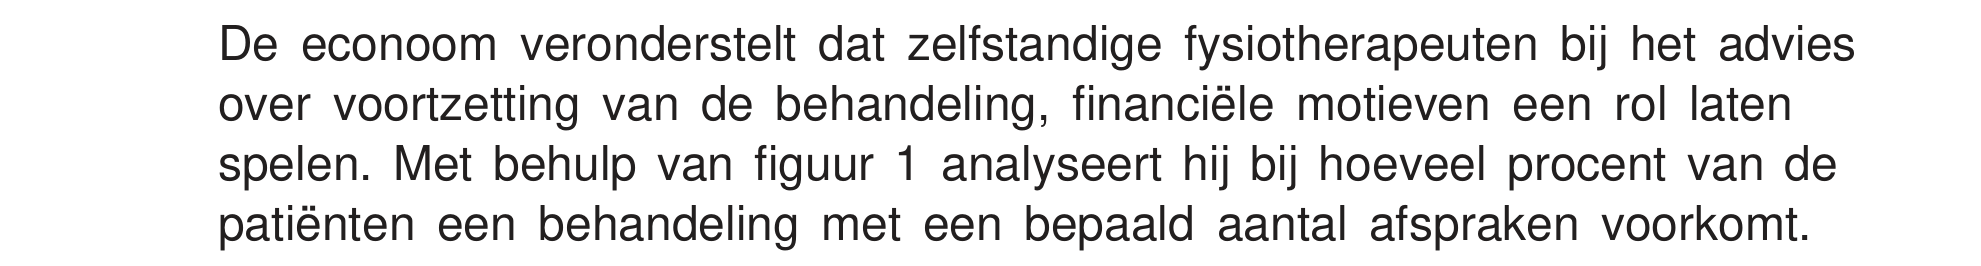 De econoom veronderstelt dat zelfstandige fysiotherapeuten bij het advies
over voortzetting van de behandeling, financiële motieven een rol laten
spelen. Met behulp van figuur 1 analyseert hij bij hoeveel procent van de
patiënten een behandeling met een bepaald aantal afspraken voorkomt.